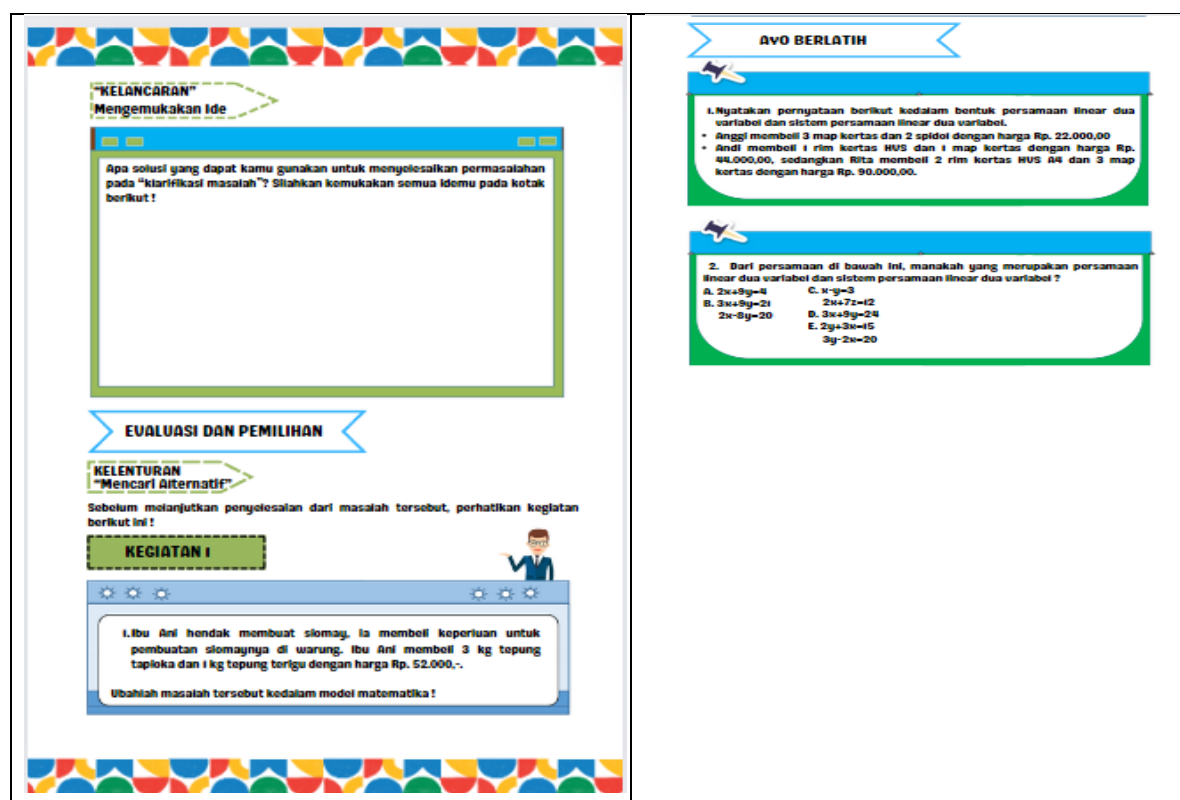 "KELANCARAN"
Mengemukakan Ide
Apa solusi yang dapat kamu gunakan untuk menyelesaikan permasalahan
pada "klarifikasi masalah"? Silahkan kemukakan semua idemu pada kotak
berikut !
EVALUASI DAN PEMILIHAN
KELENTURAN
"Mencari Alternatif"
Sebelum melanjutkan penyelesaian dari masalah tersebut, perhatikan kegiatan
berikut ini !
KEGIATAN 1
1.Ibu Ani hendak membuat siomay, ia membeli keperluan untuk
pembuatan siomaynya di warung. Ibu Ani membeli 3 kg tepung
tapioka dan 1 kg tepung terigu dengan harga Rp. 52.000,-.
Ubahlah masalah tersebut kedalam model matematika !
AYO BERLATIH
1.Nyatakan pernyataan berikut kedalam bentuk persamaan linear dua
variabel dan sistem persamaan linear dua variabel.
• Anggi membeli 3 map kertas dan 2 spidol dengan harga Rp. 22.000,00
• Andi membeli 1 rim kertas HVS dan 1 map kertas dengan harga Rp.
44.000,00, sedangkan Rita membeli 2 rim kertas HVS A4 dan 3 map
kertas dengan harga Rp. 90.000,00.
2. Dari persamaan di bawah ini, manakah yang merupakan persamaan
linear dua variabel dan sistem persamaan linear dua variabel ?
A. 2x+9y=4
B. 3x+9y=21
2x-8y=20
C. x-y=3
2x+7z=12
D. 3x+9y=24
E. 2y+3x=15
3y-2x=20